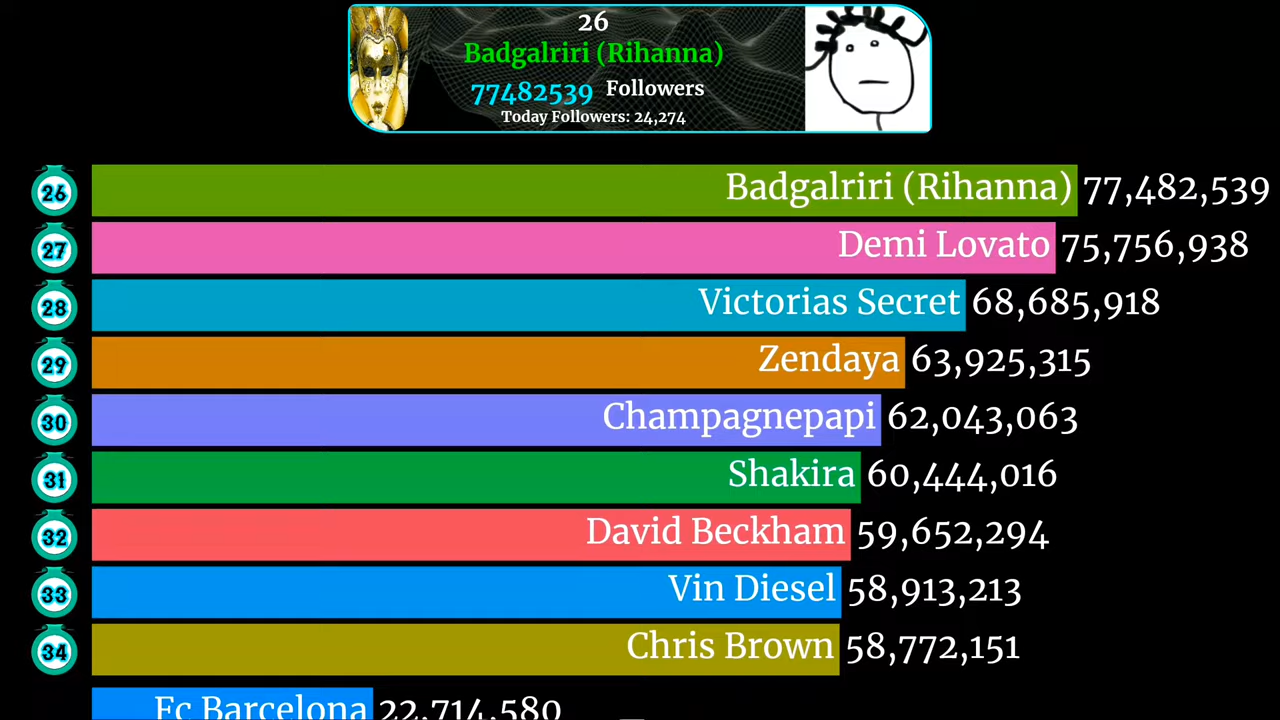 26
Badgalriri (Rihanna)
77482539 Followers
Today Followers: 24,274
26 Badgalriri (Rihanna) 77,482,539
27 Demi Lovato 75,756,938
28 Victorias Secret 68,685,918
29 Zendaya 63,925,315
30 Champagnepapi 62,043,063
31 Shakira 60,444,016
32 David Beckham 59,652,294
33 Vin Diesel 58,913,213
34 Chris Brown 58,772,151
Fc Barcelona 22,714,580